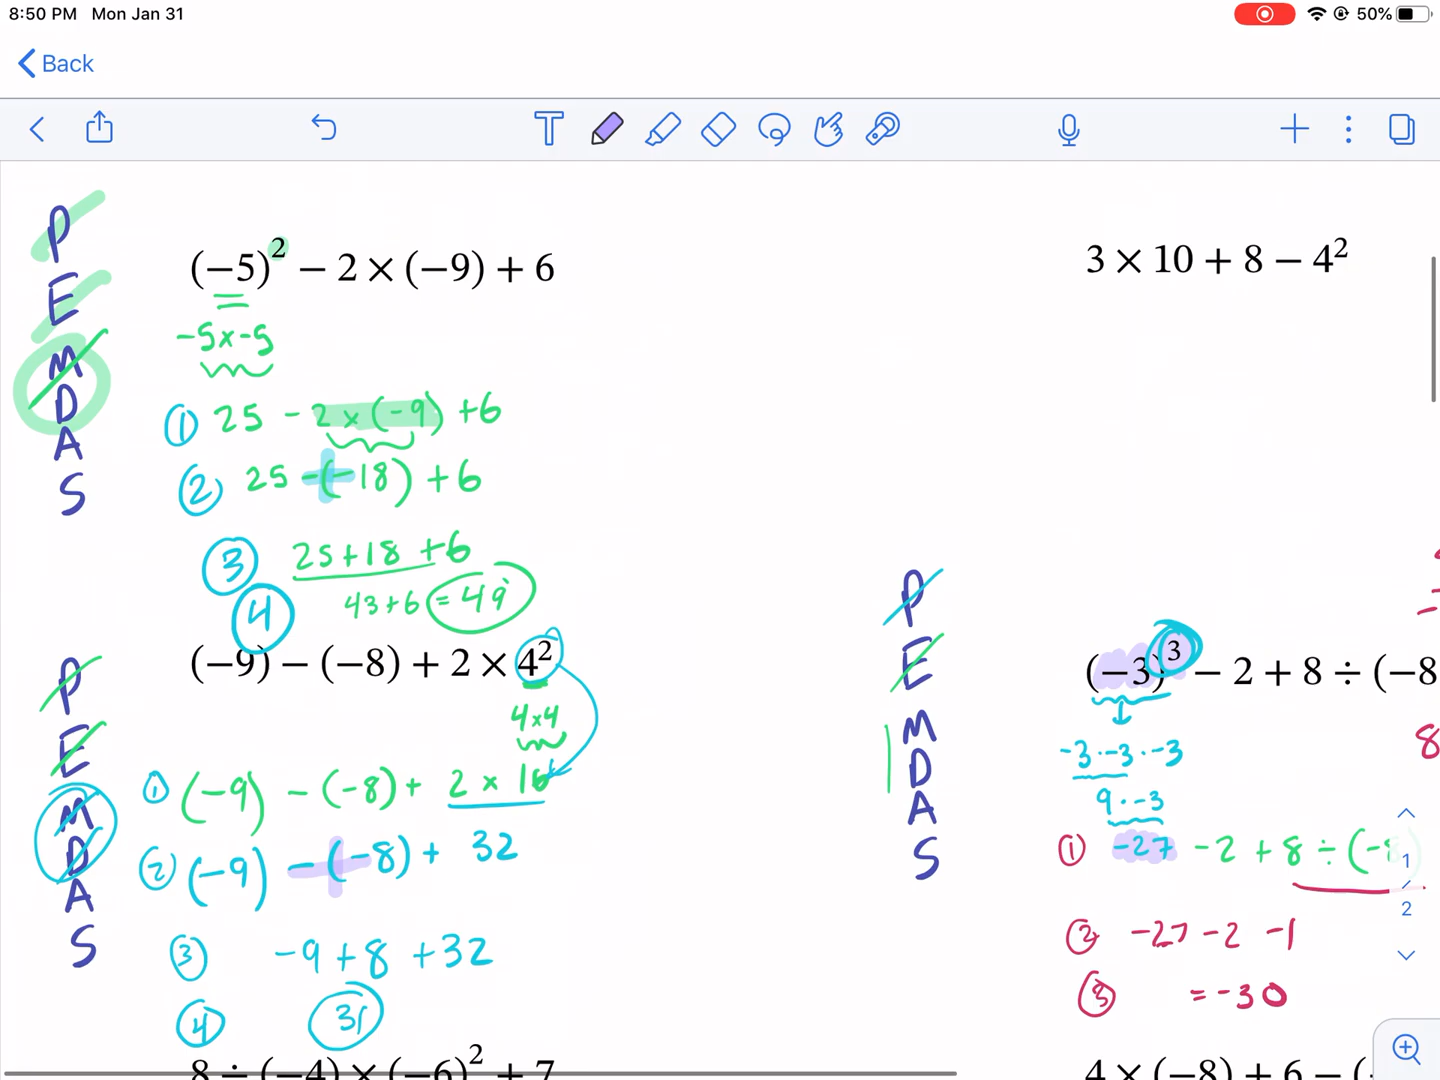 8:50 PM Mon Jan 31
50%
Back
P
E
M
D
A
S
(−5)² − 2 × (−9) + 6
-5x-5
① 25 - 2 x (-9) +6
② 25 -(-18) +6
③ 25+18 +6
④ 43+6 = 49
3 × 10 + 8 − 4²
P
E
M
D
A
S
(−9) − (−8) + 2 × 4²
4x4
① (-9) - (-8) + 2 x 16
② (-9) -(-8) + 32
③ -9 +8 +32
④ 31
P
E
M
D
A
S
(−3)³ − 2 + 8 ÷ (−8
8
-3·-3·-3
9·-3
① -27 -2 +8 ÷ (-8
② -27 -2 -1
③ = -30
1
/
2
8 ÷ (−4) × (−6)² + 7
4 × (−8) + 6 − (